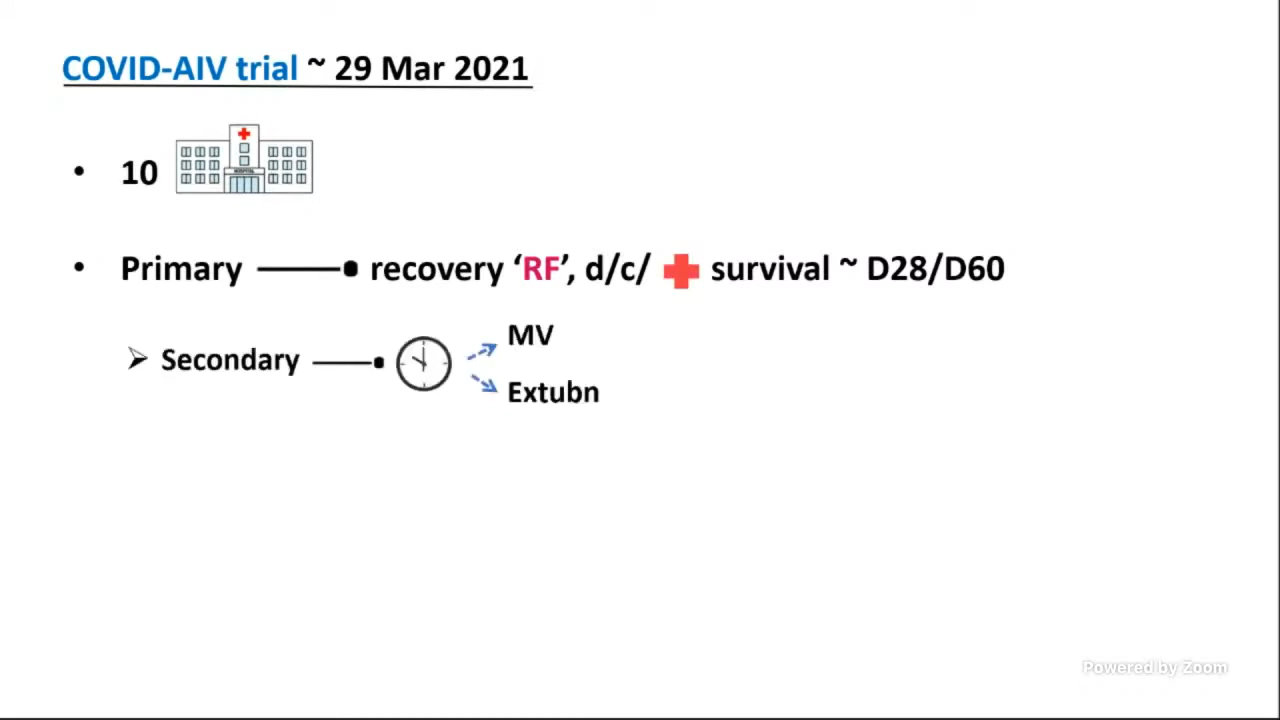 COVID-AIV trial ~ 29 Mar 2021
• 10
HOSPITAL
• Primary recovery ‘RF’, d/c/ survival ~ D28/D60
➢ Secondary
MV
Extubn
Powered by Zoom